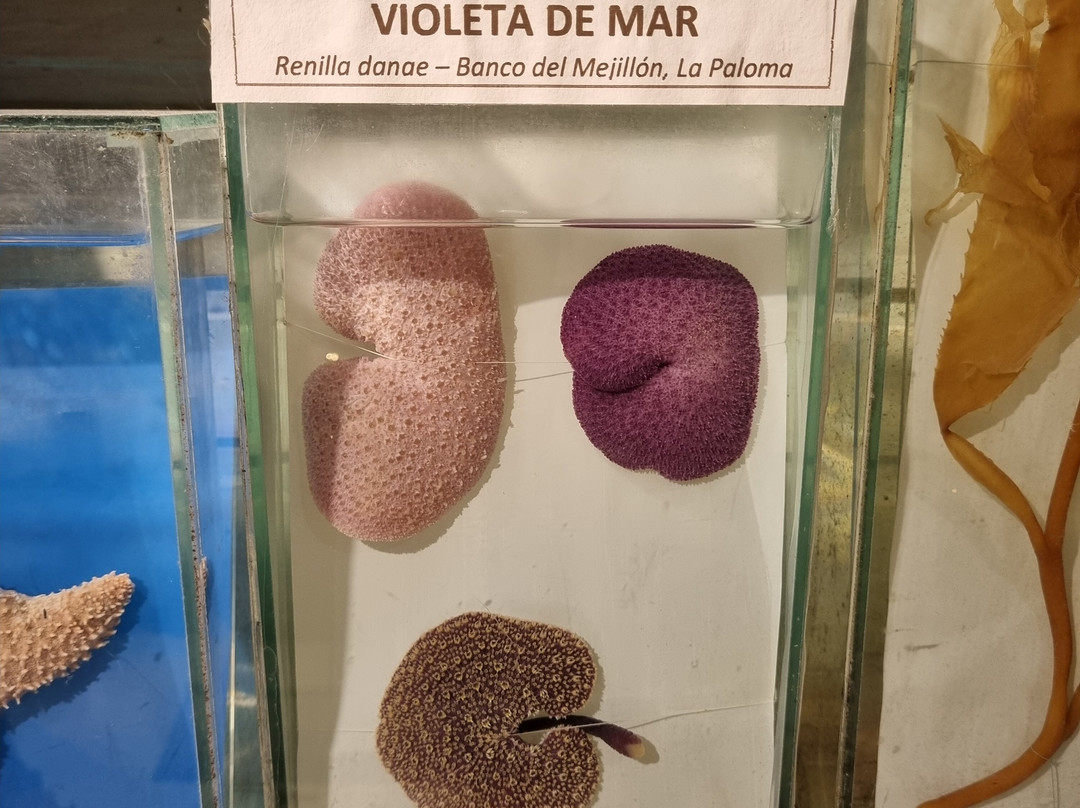 VIOLETA DE MAR
Renilla danae – Banco del Mejillón, La Paloma